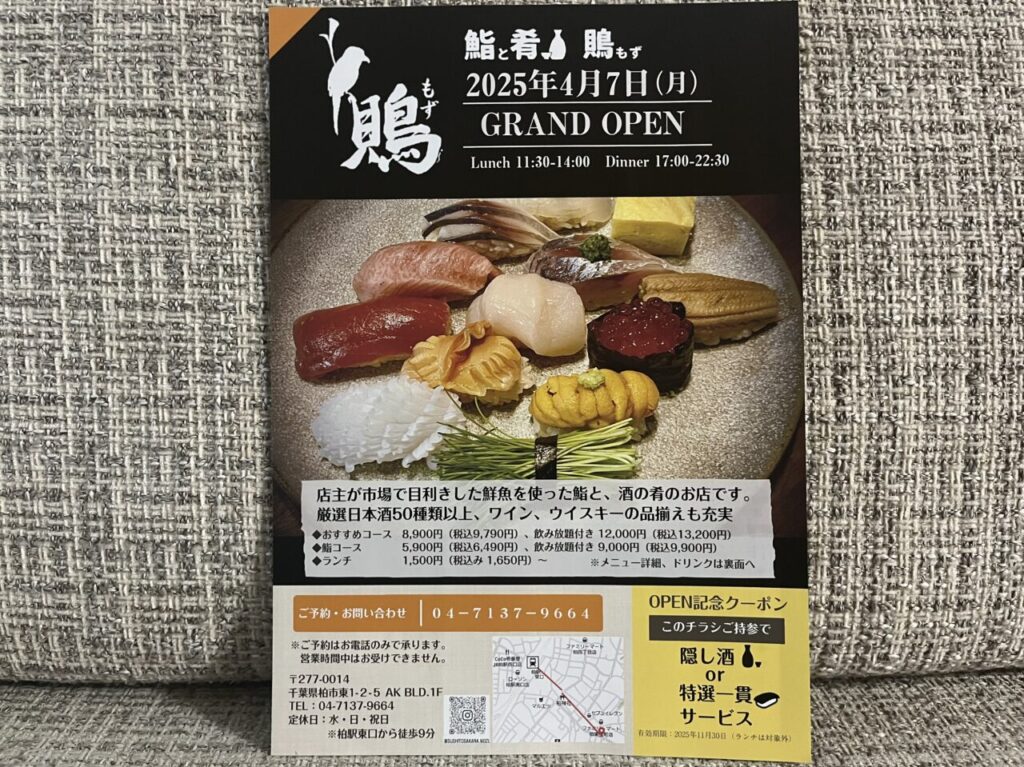 鵙
もず
鮨と肴 鵙もず
2025年4月7日(月)
GRAND OPEN
Lunch 11:30-14:00 Dinner 17:00-22:30
店主が市場で目利きした鮮魚を使った鮨と、酒の肴のお店です。
厳選日本酒50種類以上、ワイン、ウイスキーの品揃えも充実
◆おすすめコース 8,900円(税込9,790円)、飲み放題付き 12,000円(税込13,200円)
◆鮨コース 5,900円(税込6,490円)、飲み放題付き 9,000円(税込9,900円)
◆ランチ 1,500円(税込み 1,650円)~ ※メニュー詳細、ドリンクは裏面へ
ご予約・お問い合わせ 04-7137-9664
※ご予約はお電話のみで承ります。
営業時間中はお受けできません。
〒277-0014
千葉県柏市東1-2-5 AK BLD.1F
TEL:04-7137-9664
定休日:水・日・祝日
※柏駅東口から徒歩9分
ファミリーマート
ローソン
マルエツ
セブンイレブン
OPEN記念クーポン
このチラシご持参で
隠し酒
or
特選一貫
サービス
有効期限:2025年11月30日(ランチは対象外)